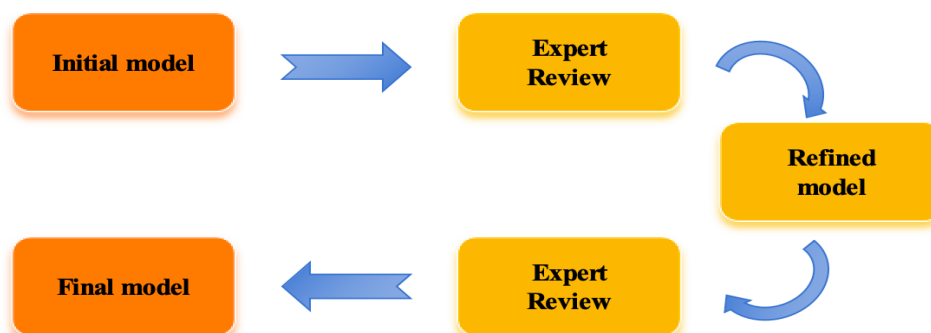 Initial model
Expert
Review
Refined
model
Expert
Review
Final model